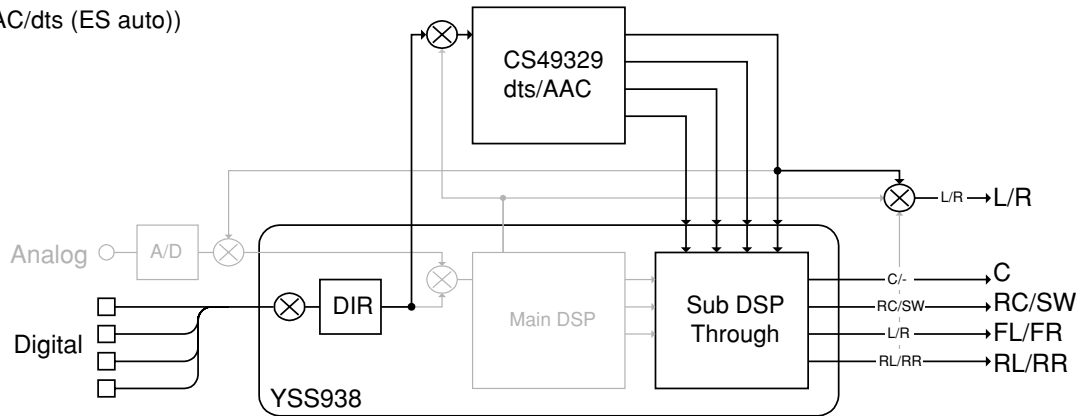 AC/dts (ES auto))
CS49329
dts/AAC
L/R
L/R
Analog
A/D
C/-
C
Digital
DIR
Main DSP
Sub DSP
Through
RC/SW
RC/SW
L/R
FL/FR
RL/RR
RL/RR
YSS938